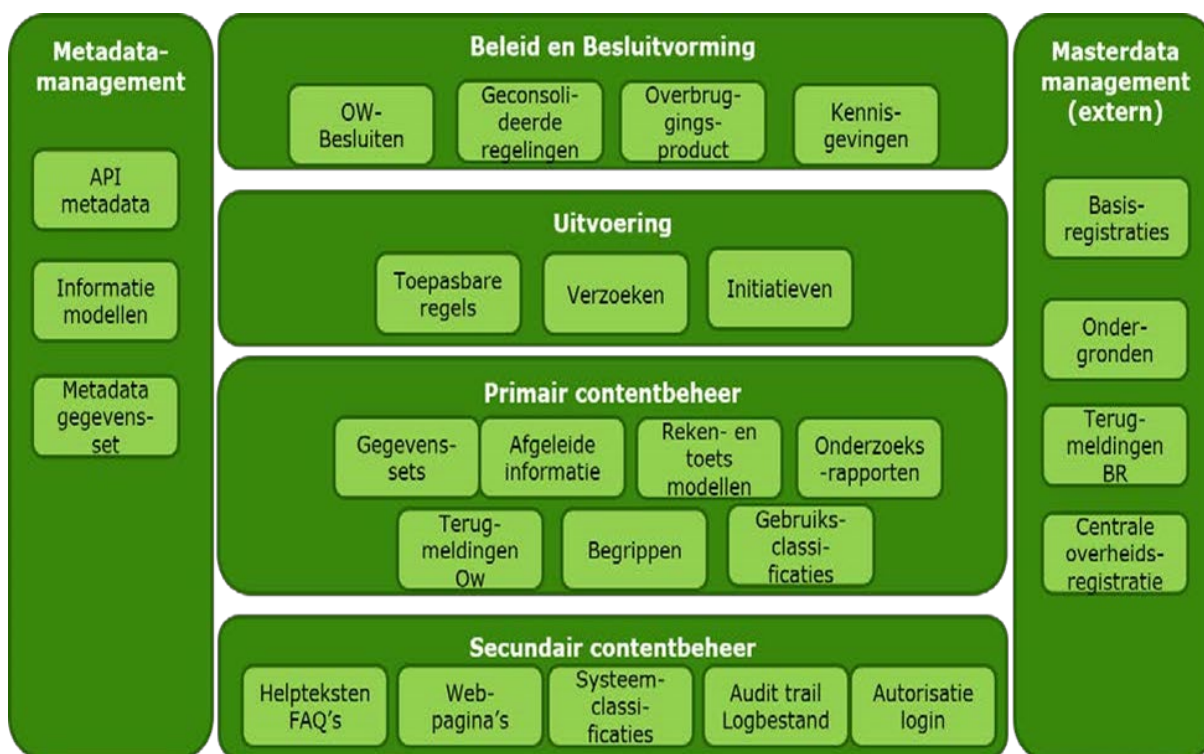 Metadata-
management
API
metadata
Informatie
modellen
Metadata
gegevens-
set
Beleid en Besluitvorming
OW-
Besluiten
Geconsoli-
deerde
regelingen
Overbrug-
gings-
product
Kennis-
gevingen
Uitvoering
Toepasbare
regels
Verzoeken
Initiatieven
Primair contentbeheer
Gegevens-
sets
Afgeleide
informatie
Reken- en
toets
modellen
Onderzoeks
-rapporten
Terug-
meldingen
Ow
Begrippen
Gebruiks-
classi-
ficaties
Secundair contentbeheer
Helpteksten
FAQ’s
Web-
pagina’s
Systeem-
classi-
ficaties
Audit trail
Logbestand
Autorisatie
login
Masterdata
management
(extern)
Basis-
registraties
Onder-
gronden
Terug-
meldingen
BR
Centrale
overheids-
registratie